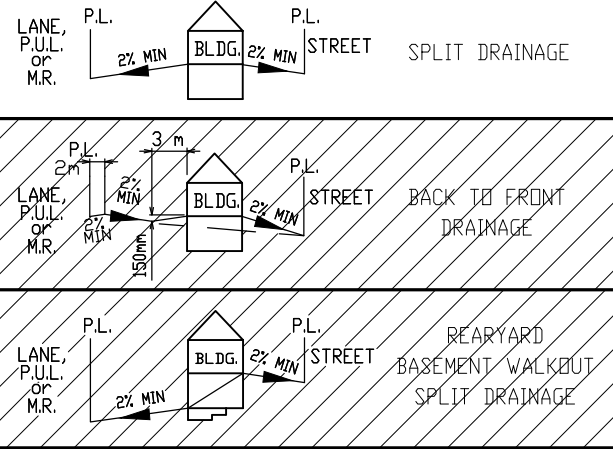 P.L.
P.L.
LANE,
P.U.L.
or
M.R.
2% MIN
BLDG.
2% MIN
STREET
SPLIT DRAINAGE
P.L.
2m
3 m
P.L.
2%
MIN
LANE,
P.U.L.
or
M.R.
2%
MIN
150mm
BLDG.
2% MIN
STREET
BACK TO FRONT
DRAINAGE
P.L.
P.L.
LANE,
P.U.L.
or
M.R.
2% MIN
BLDG.
2% MIN
STREET
REARYARD
BASEMENT WALKOUT
SPLIT DRAINAGE